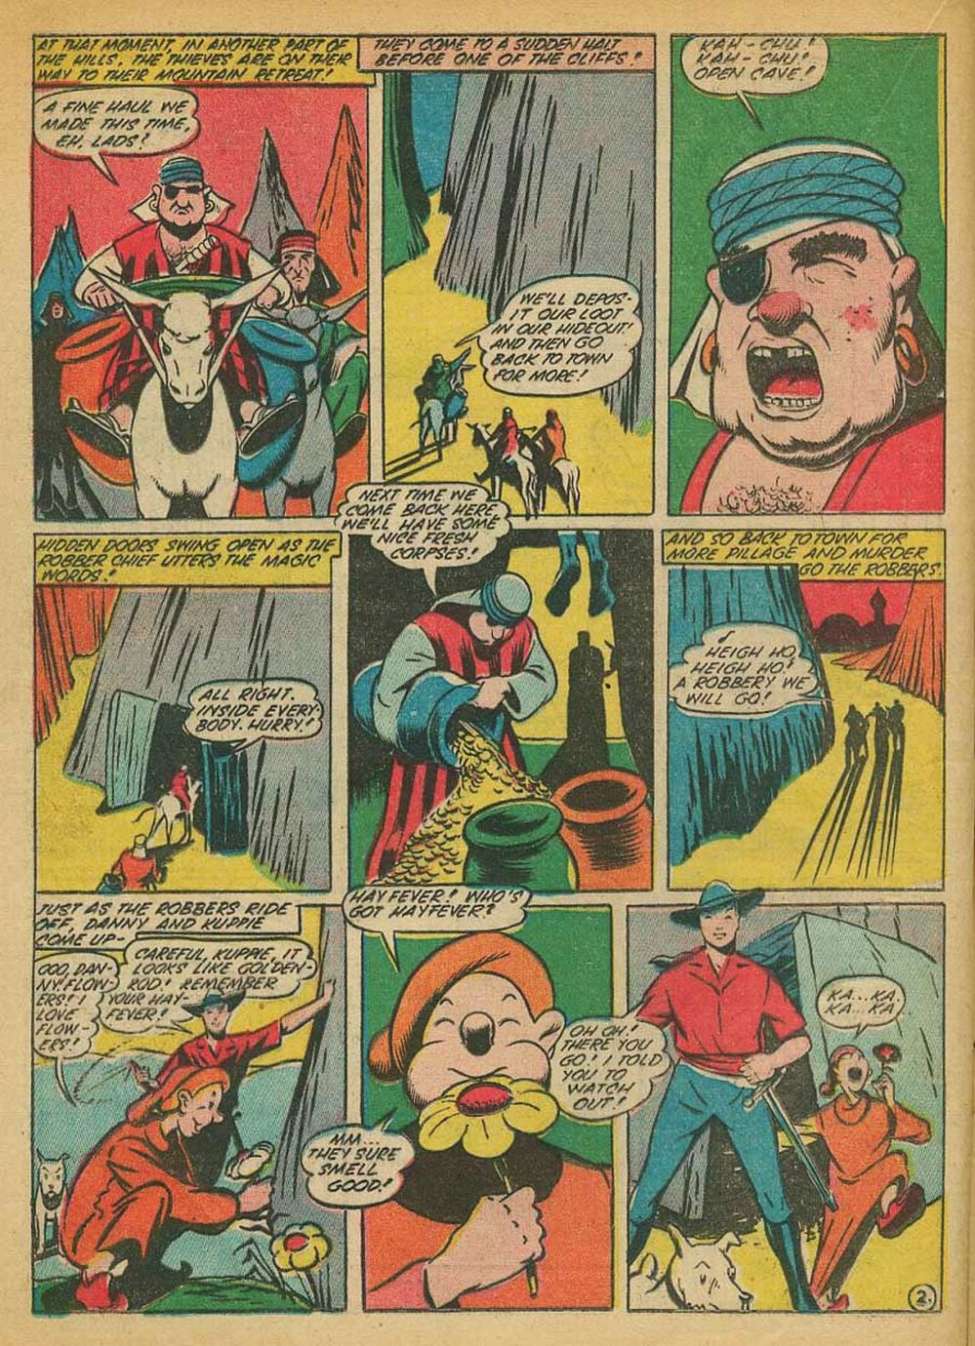 AT THAT MOMENT, IN ANOTHER PART OF
THE HILLS, THE THIEVES ARE ON THEIR
WAY TO THEIR MOUNTAIN RETREAT!
A FINE HAUL WE
MADE THIS TIME,
EH, LADS?
THEY COME TO A SUDDEN HALT
BEFORE ONE OF THE CLIFFS!
WE'LL DEPOS-
IT OUR LOOT
IN OUR HIDEOUT!
AND THEN GO
BACK TO TOWN
FOR MORE!
KAH-CHU!
KAH-CHU!
OPEN CAVE!
HIDDEN DOORS SWING OPEN AS THE
ROBBER CHIEF UTTERS THE MAGIC
WORDS!
ALL RIGHT.
INSIDE EVERY-
BODY. HURRY!
NEXT TIME WE
COME BACK HERE
WE'LL HAVE SOME
NICE FRESH
CORPSES!
AND SO BACK TO TOWN FOR
MORE PILLAGE AND MURDER
GO THE ROBBERS.
HEIGH HO,
HEIGH HO!
A ROBBERY WE
WILL GO!
JUST AS THE ROBBERS RIDE
OFF, DANNY AND KUPPIE
COME UP-
OOO, DAN-
NY, FLOW-
ERS! I
LOVE
FLOW-
ERS!
CAREFUL, KUPPIE, IT
LOOKS LIKE GOLDEN-
ROD! REMEMBER
YOUR HAY-
FEVER!
HAYFEVER! WHO'S
GOT HAYFEVER?
MM...
THEY SURE
SMELL
GOOD!
OH OH!
THERE YOU
GO! I TOLD
YOU TO
WATCH
OUT!
KA...KA.
KA...KA
2.